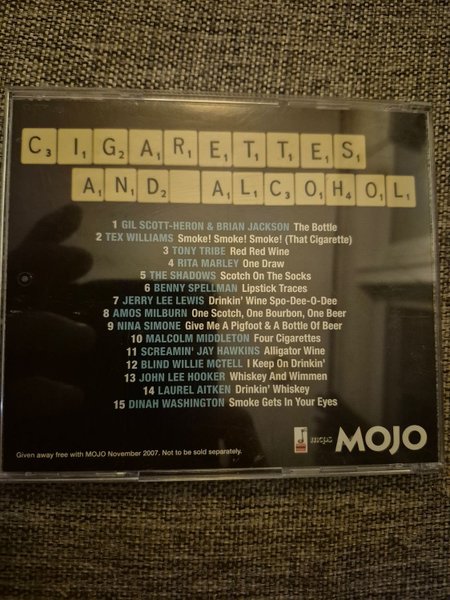 CIGARETTES
AND ALCOHOL
1 GIL SCOTT-HERON & BRIAN JACKSON The Bottle
2 TEX WILLIAMS Smoke! Smoke! Smoke! (That Cigarette)
3 TONY TRIBE Red Red Wine
4 RITA MARLEY One Draw
5 THE SHADOWS Scotch On The Socks
6 BENNY SPELLMAN Lipstick Traces
7 JERRY LEE LEWIS Drinkin' Wine Spo-Dee-O-Dee
8 AMOS MILBURN One Scotch, One Bourbon, One Beer
9 NINA SIMONE Give Me A Pigfoot & A Bottle Of Beer
10 MALCOLM MIDDLETON Four Cigarettes
11 SCREAMIN' JAY HAWKINS Alligator Wine
12 BLIND WILLIE MCTELL I Keep On Drinkin'
13 JOHN LEE HOOKER Whiskey And Wimmen
14 LAUREL AITKEN Drinkin' Whiskey
15 DINAH WASHINGTON Smoke Gets In Your Eyes
Given away free with MOJO November 2007. Not to be sold separately.
mcps MOJO